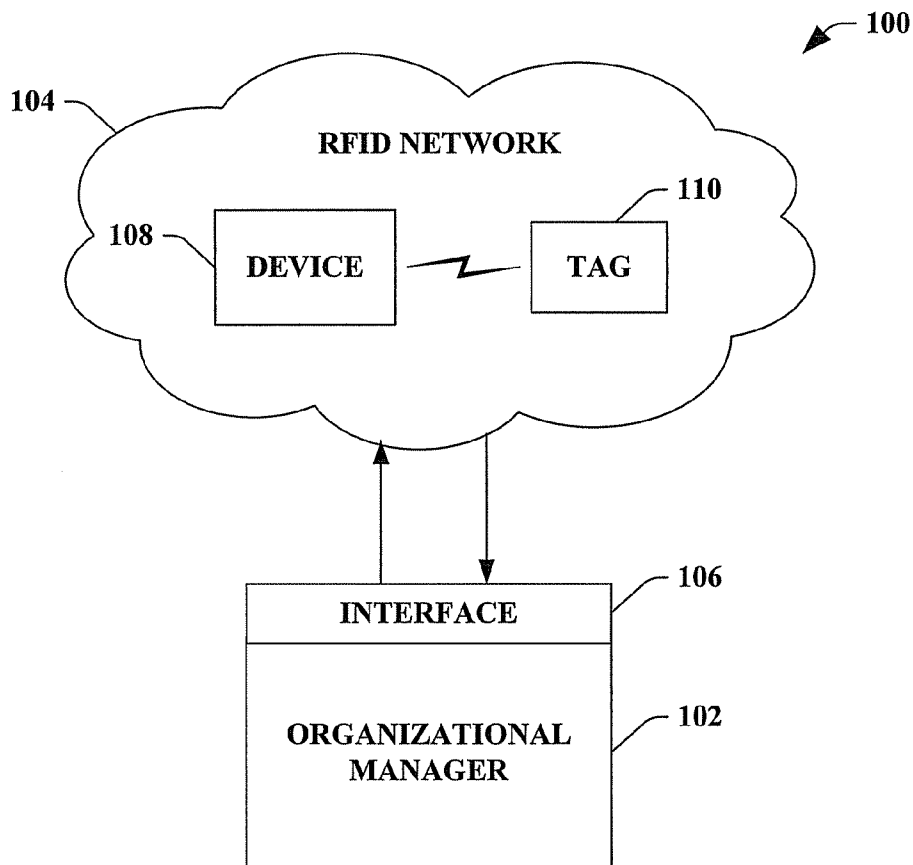 100
104
RFID NETWORK
110
108
DEVICE
TAG
106
INTERFACE
102
ORGANIZATIONAL
MANAGER